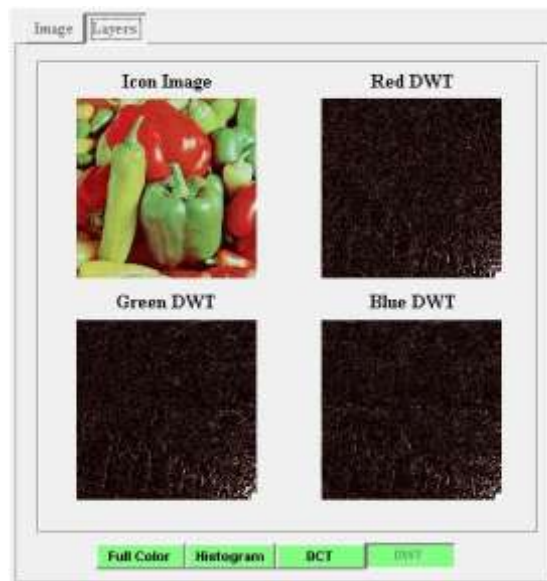 Image Layers
Icon Image Red DWT
Green DWT Blue DWT
Full Color Histogram DCT DWT